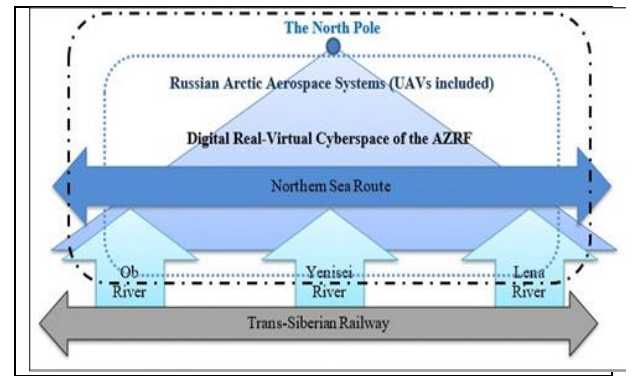 The North Pole
Russian Arctic Aerospace Systems (UAVs included)
Digital Real-Virtual Cyberspace of the AZRF
Northern Sea Route
Ob
River
Yenisei
River
Lena
River
Trans-Siberian Railway